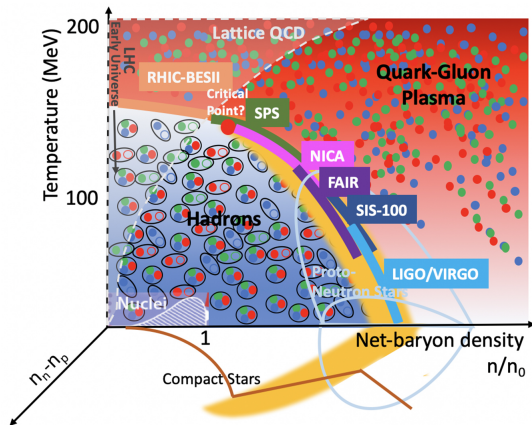 200
Temperature (MeV)
100
LHC
Early Universe
Lattice QCD
RHIC-BESII
Critical
Point?
SPS
Quark-Gluon
Plasma
NICA
FAIR
SIS-100
Hadrons
LIGO/VIRGO
Proto-
Neutron Stars
Nuclei
1
Net-baryon density
n/n₀
nₙ-nₚ
Compact Stars